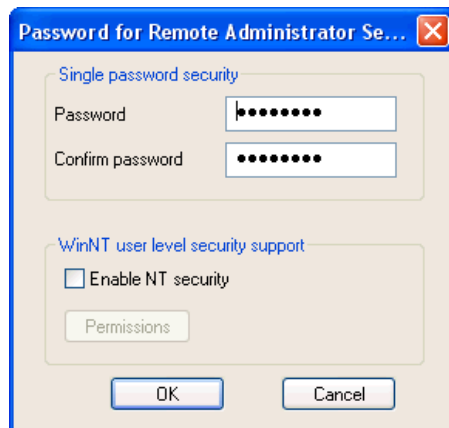 Password for Remote Administrator Se...
Single password security
Password
Confirm password
WinNT user level security support
Enable NT security
Permissions
OK
Cancel